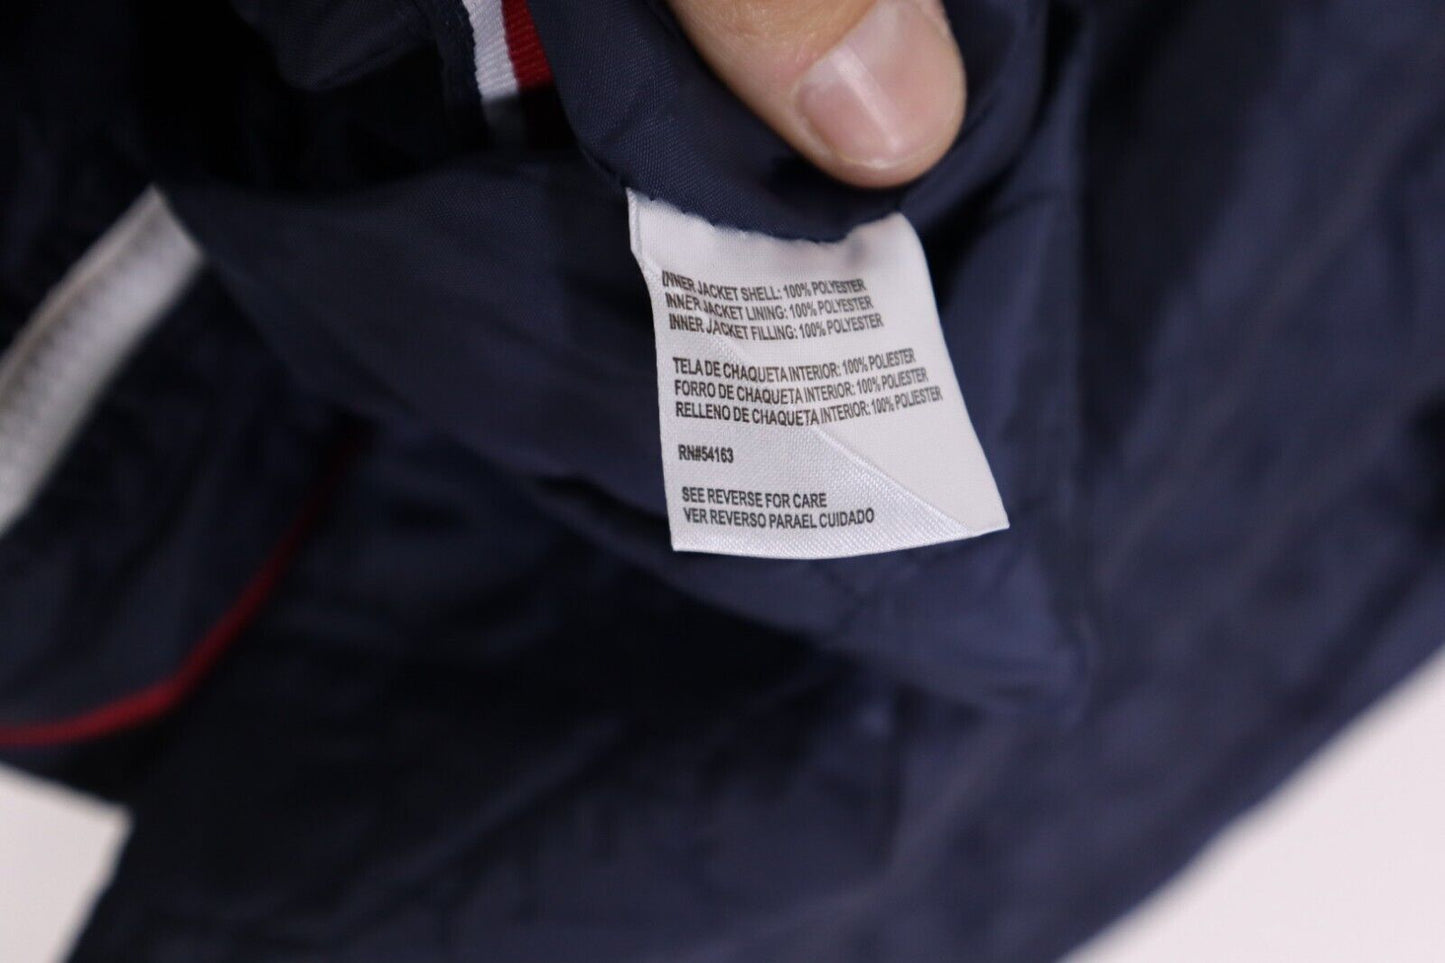 INNER JACKET SHELL: 100% POLYESTER
INNER JACKET LINING: 100% POLYESTER
INNER JACKET FILLING: 100% POLYESTER
TELA DE CHAQUETA INTERIOR: 100% POLIESTER
FORRO DE CHAQUETA INTERIOR: 100% POLIESTER
RELLENO DE CHAQUETA INTERIOR: 100% POLIESTER
RN#54163
SEE REVERSE FOR CARE
VER REVERSO PARAEL CUIDADO